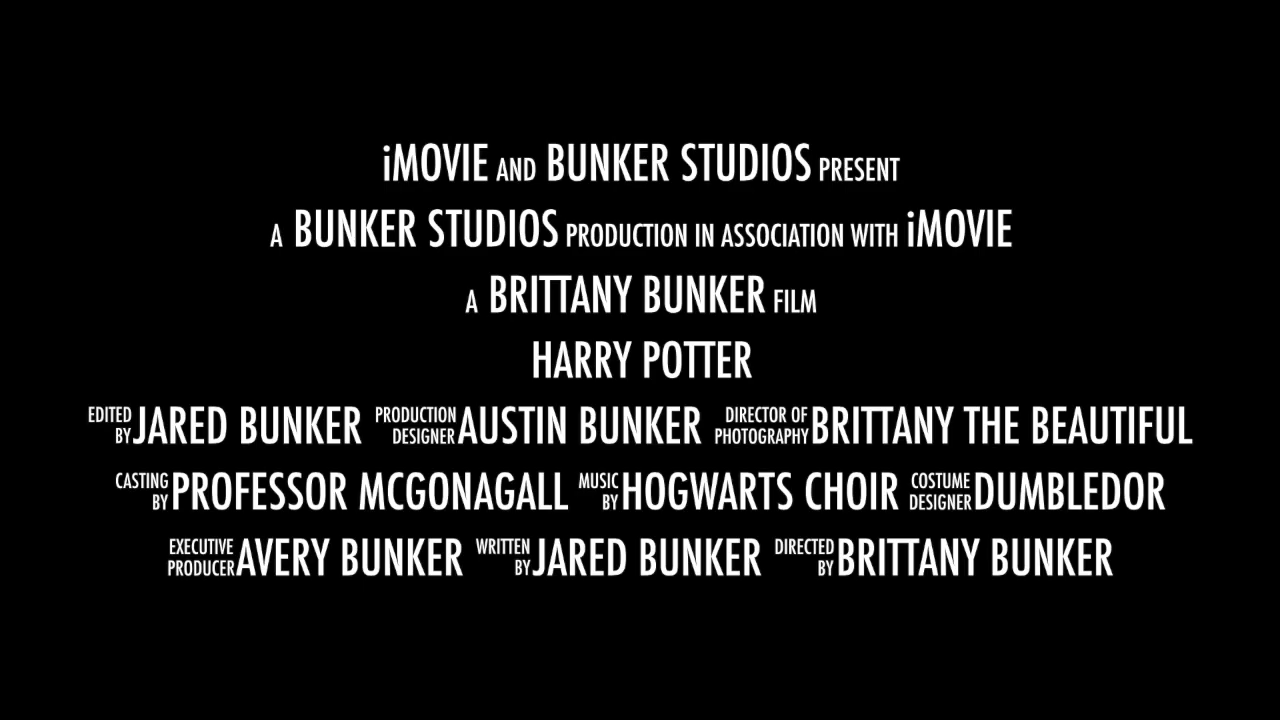 iMOVIE AND BUNKER STUDIOS PRESENT
A BUNKER STUDIOS PRODUCTION IN ASSOCIATION WITH iMOVIE
A BRITTANY BUNKER FILM
HARRY POTTER
EDITED BY JARED BUNKER PRODUCTION DESIGNER AUSTIN BUNKER DIRECTOR OF PHOTOGRAPHY BRITTANY THE BEAUTIFUL
CASTING BY PROFESSOR MCGONAGALL MUSIC BY HOGWARTS CHOIR COSTUME DESIGNER DUMBLEDOR
EXECUTIVE PRODUCER AVERY BUNKER WRITTEN BY JARED BUNKER DIRECTED BY BRITTANY BUNKER